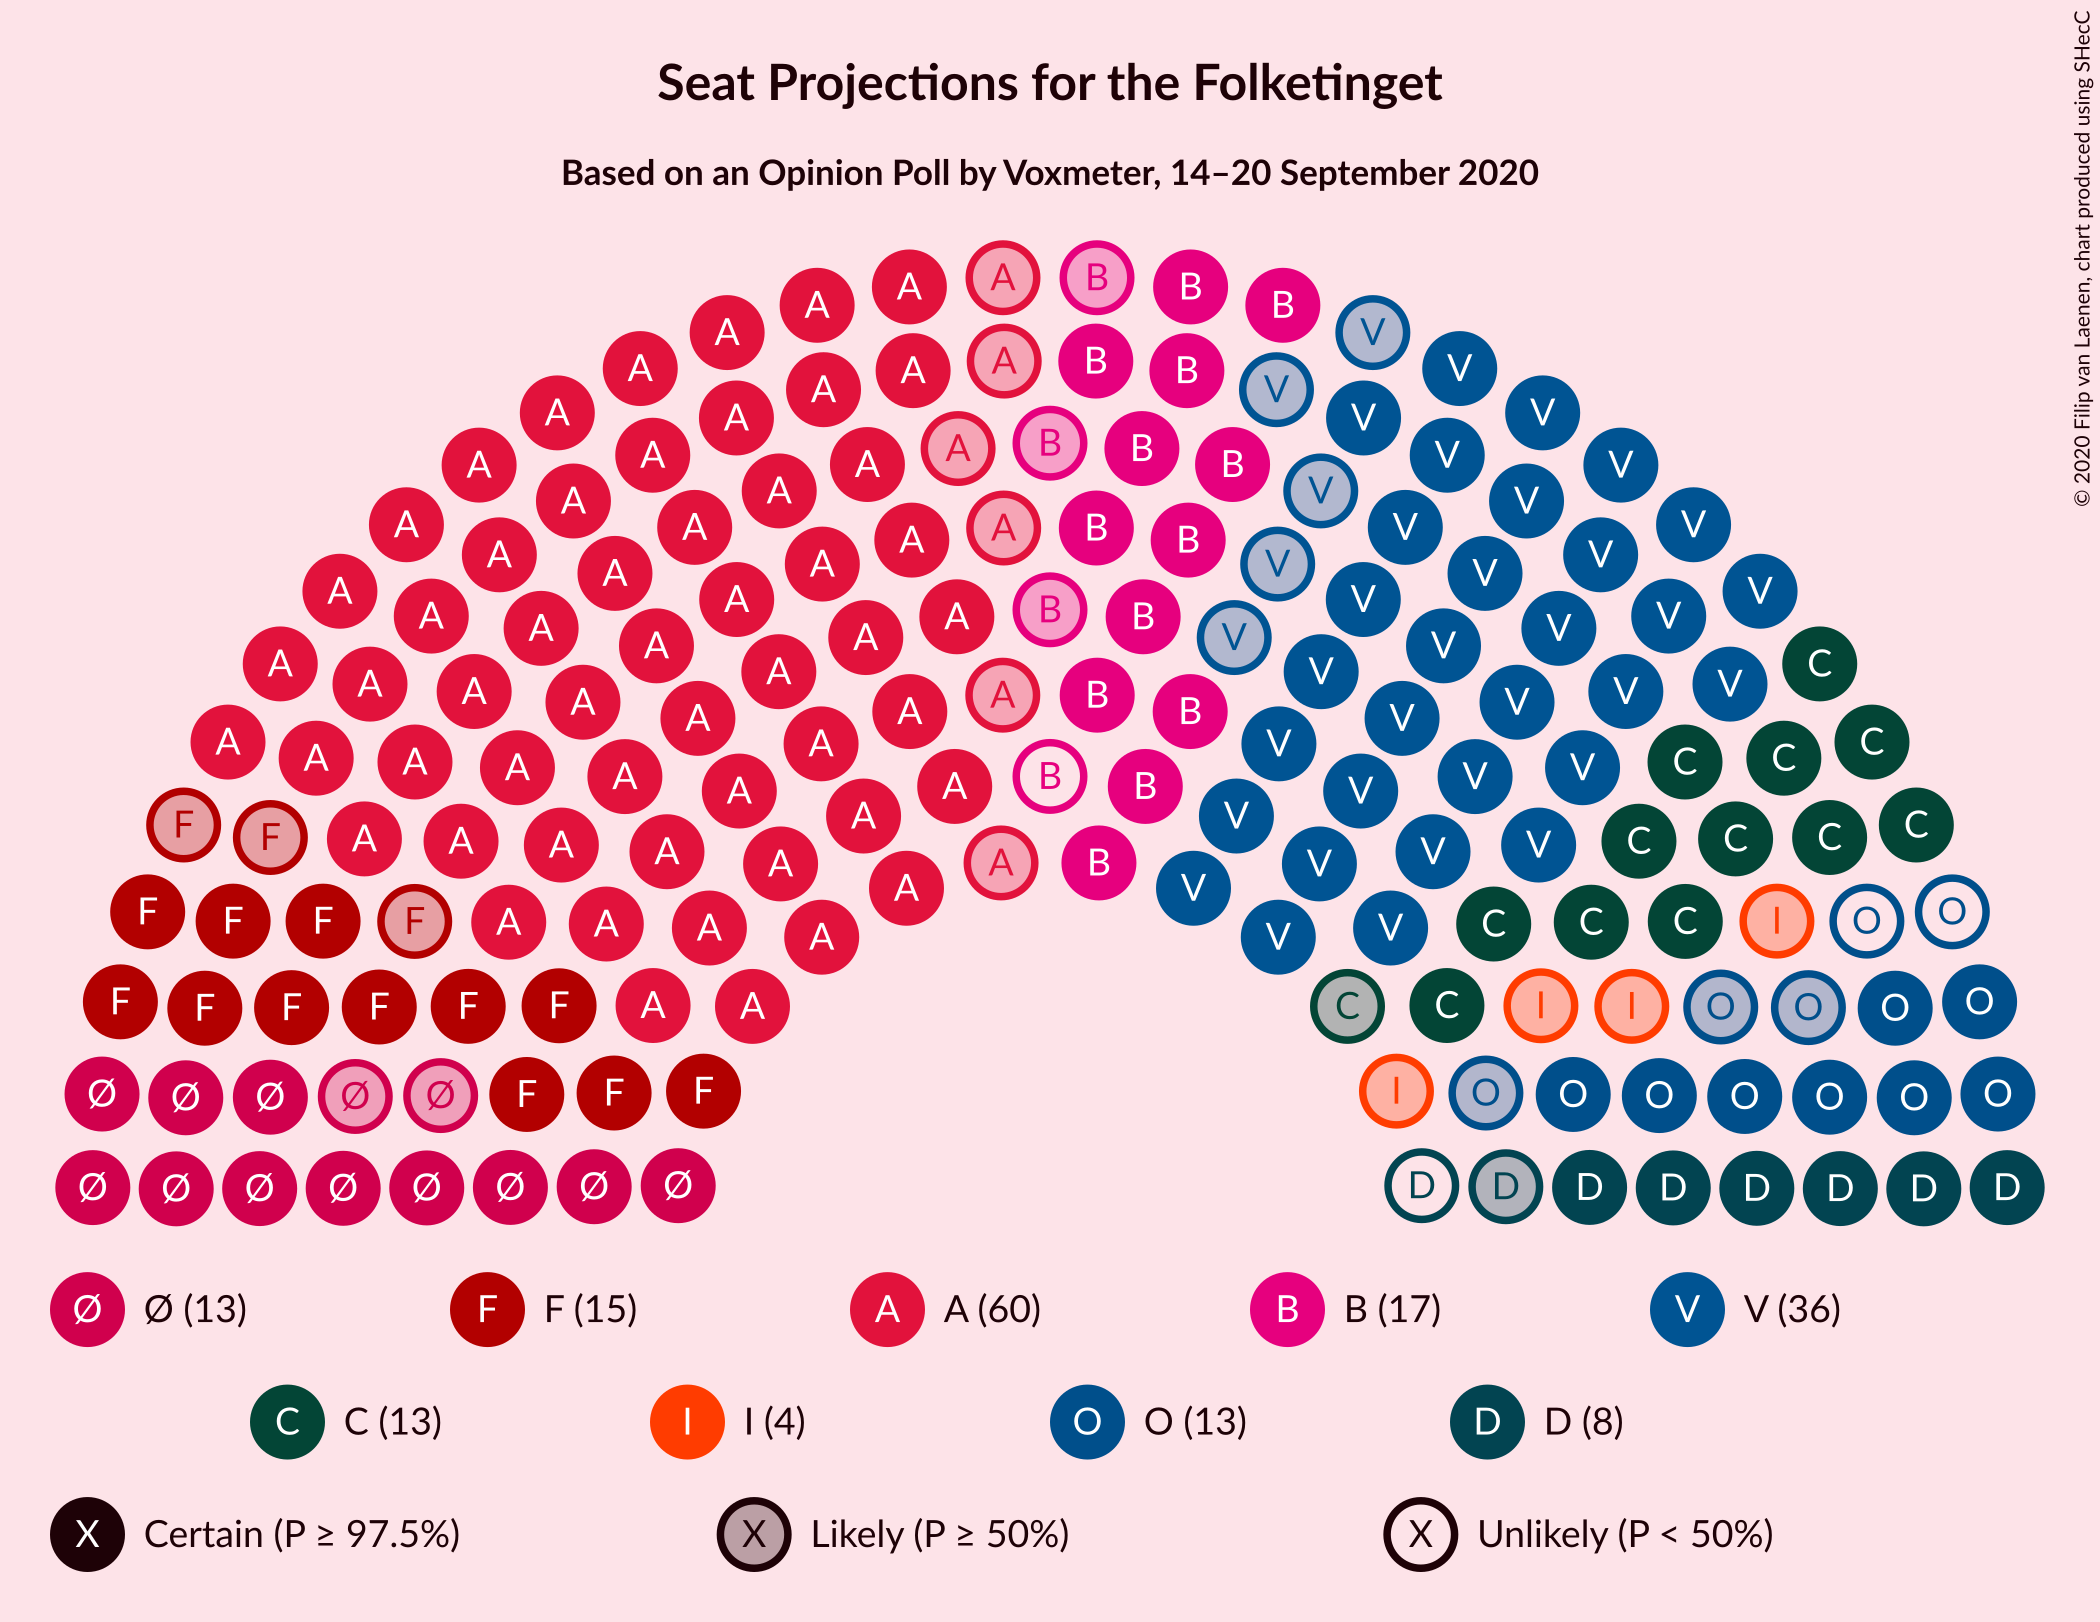 © 2020 Filip van Laenen, chart produced using SHecC
Seat Projections for the Folketinget
Based on an Opinion Poll by Voxmeter, 14–20 September 2020
A A A B B B
A V
A A A B B V
A V
A A V V
A A A A B B B V V
A A V V
A A A A B B V V
A A A V V V
A A A A B B V V V
A A A V V V
A A A A V V V C
A A A A B B V V
A A A A A V V C C C
A A A B B V V
F F A A A A A V V V C C C C
A A A B V V
F F F F A A A A V V C C C I O O
F F F F F F A A C C I I O O O O
Ø Ø Ø Ø Ø F F F I O O O O O O O
Ø Ø Ø Ø Ø Ø Ø Ø D D D D D D D D
Ø Ø (13) F F (15) A A (60) B B (17) V V (36)
C C (13) I I (4) O O (13) D D (8)
X Certain (P ≥ 97.5%) X Likely (P ≥ 50%) X Unlikely (P < 50%)